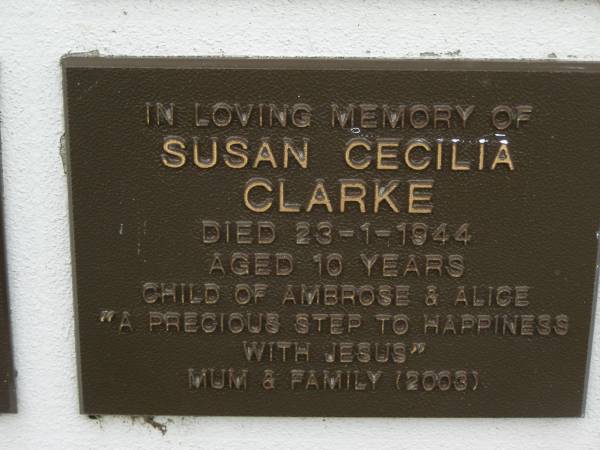 IN LOVING MEMORY OF
SUSAN CECILIA
CLARKE
DIED 23-1-1944
AGED 10 YEARS
CHILD OF AMBROSE & ALICE
"A PRECIOUS STEP TO HAPPINESS
WITH JESUS"
MUM & FAMILY (2003)